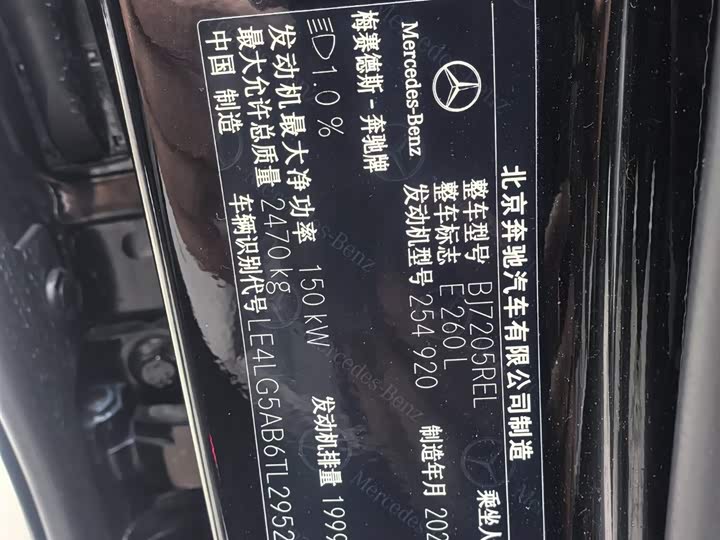 北京奔驰汽车有限公司制造
Mercedes-Benz
梅赛德斯-奔驰牌
整车型号 BJ7205REL 乘坐人
整车标志 E 260 L
发动机型号 254 920 制造年月 202
1.0 %
发动机最大净功率 150 kW 发动机排量 1999
最大允许总质量 2470 kg
中国 制造 车辆识别代号 LE4LG5AB6TL2952